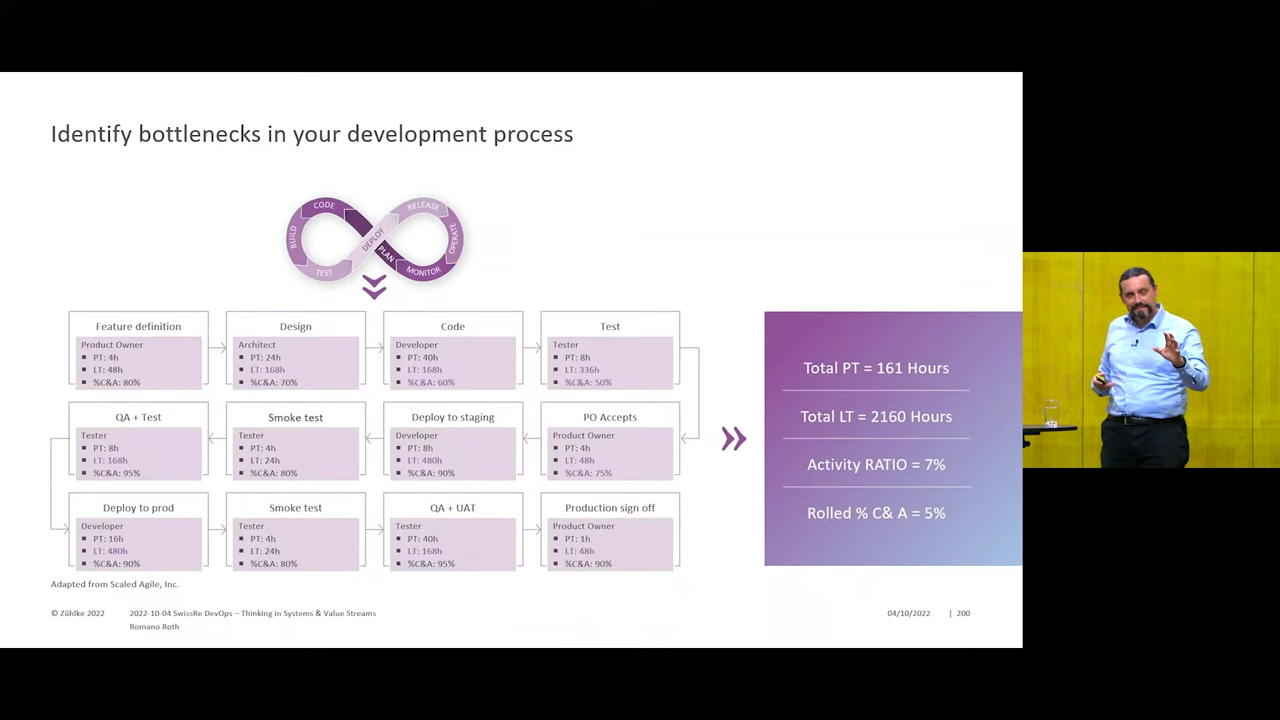 Identify bottlenecks in your development process
CODE
RELEASE
BUILD
DEPLOY
OPERATE
PLAN
TEST
MONITOR
Feature definition
Product Owner
▪ PT: 4h
▪ LT: 48h
▪ %C&A: 80%
Design
Architect
▪ PT: 24h
▪ LT: 168h
▪ %C&A: 70%
Code
Developer
▪ PT: 40h
▪ LT: 168h
▪ %C&A: 60%
Test
Tester
▪ PT: 8h
▪ LT: 336h
▪ %C&A: 50%
QA + Test
Tester
▪ PT: 8h
▪ LT: 168h
▪ %C&A: 95%
Smoke test
Tester
▪ PT: 4h
▪ LT: 24h
▪ %C&A: 80%
Deploy to staging
Developer
▪ PT: 8h
▪ LT: 480h
▪ %C&A: 90%
PO Accepts
Product Owner
▪ PT: 4h
▪ LT: 48h
▪ %C&A: 75%
Deploy to prod
Developer
▪ PT: 16h
▪ LT: 480h
▪ %C&A: 90%
Smoke test
Tester
▪ PT: 4h
▪ LT: 24h
▪ %C&A: 80%
QA + UAT
Tester
▪ PT: 40h
▪ LT: 168h
▪ %C&A: 95%
Production sign off
Product Owner
▪ PT: 1h
▪ LT: 48h
▪ %C&A: 90%
Total PT = 161 Hours
Total LT = 2160 Hours
Activity RATIO = 7%
Rolled % C& A = 5%
Adapted from Scaled Agile, Inc.
© Zühlke 2022
2022-10-04 SwissRe DevOps – Thinking in Systems & Value Streams
Romano Roth
04/10/2022 | 200